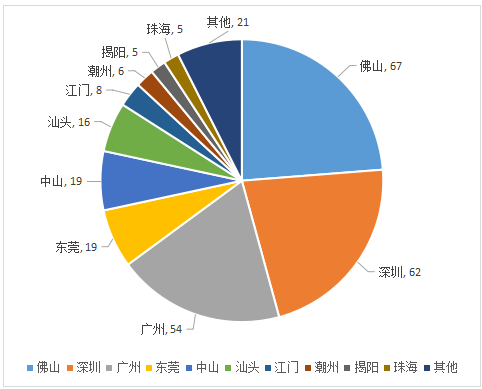 珠海, 5
其他, 21
揭阳, 5
潮州, 6
江门, 8
汕头, 16
中山, 19
东莞, 19
广州, 54
佛山, 67
深圳, 62
佛山 深圳 广州 东莞 中山 汕头 江门 潮州 揭阳 珠海 其他